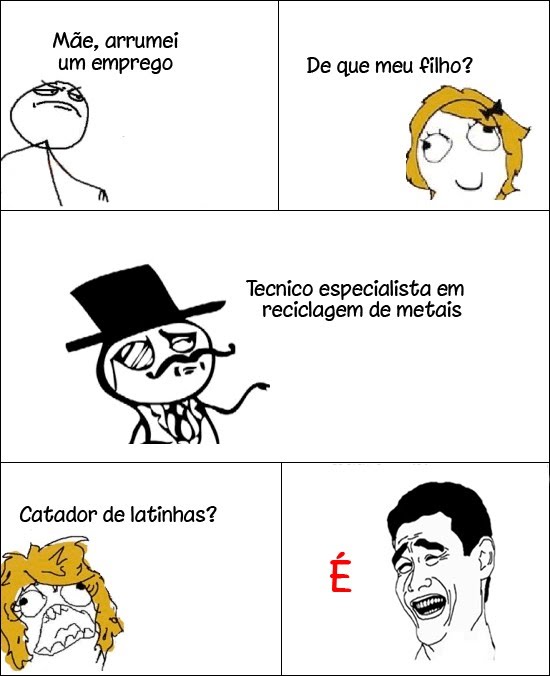 Mãe, arrumei
um emprego
De que meu filho?
Tecnico especialista em
reciclagem de metais
Catador de latinhas?
É